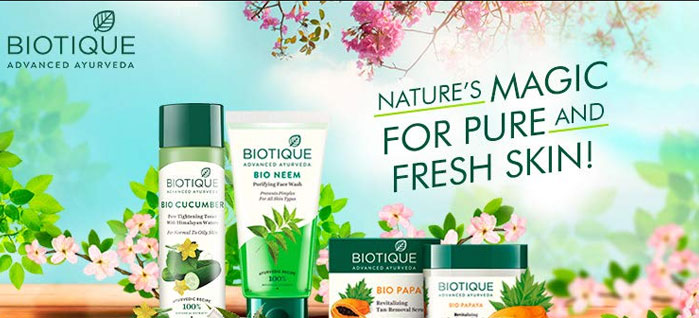 BIOTIQUE
ADVANCED AYURVEDA
NATURE'S MAGIC
FOR PURE AND
FRESH SKIN!
BIOTIQUE
BIO CUCUMBER
Pore Tightening Toner
With Himalayan Waters
For Normal To Oily Skin
AYURVEDIC RECIPE
100%
BIOTIQUE
ADVANCED AYURVEDA
BIO NEEM
Purifying Face Wash
Prevents Pimples
For All Skin Types
AYURVEDIC RECIPE
100%
BIOTIQUE
ADVANCED AYURVEDA
BIO PAPA
Revitalizing
Tan Removal Scru
BIOTIQUE
ADVANCED AYURVEDA
BIO PAPAYA
Revitalizing